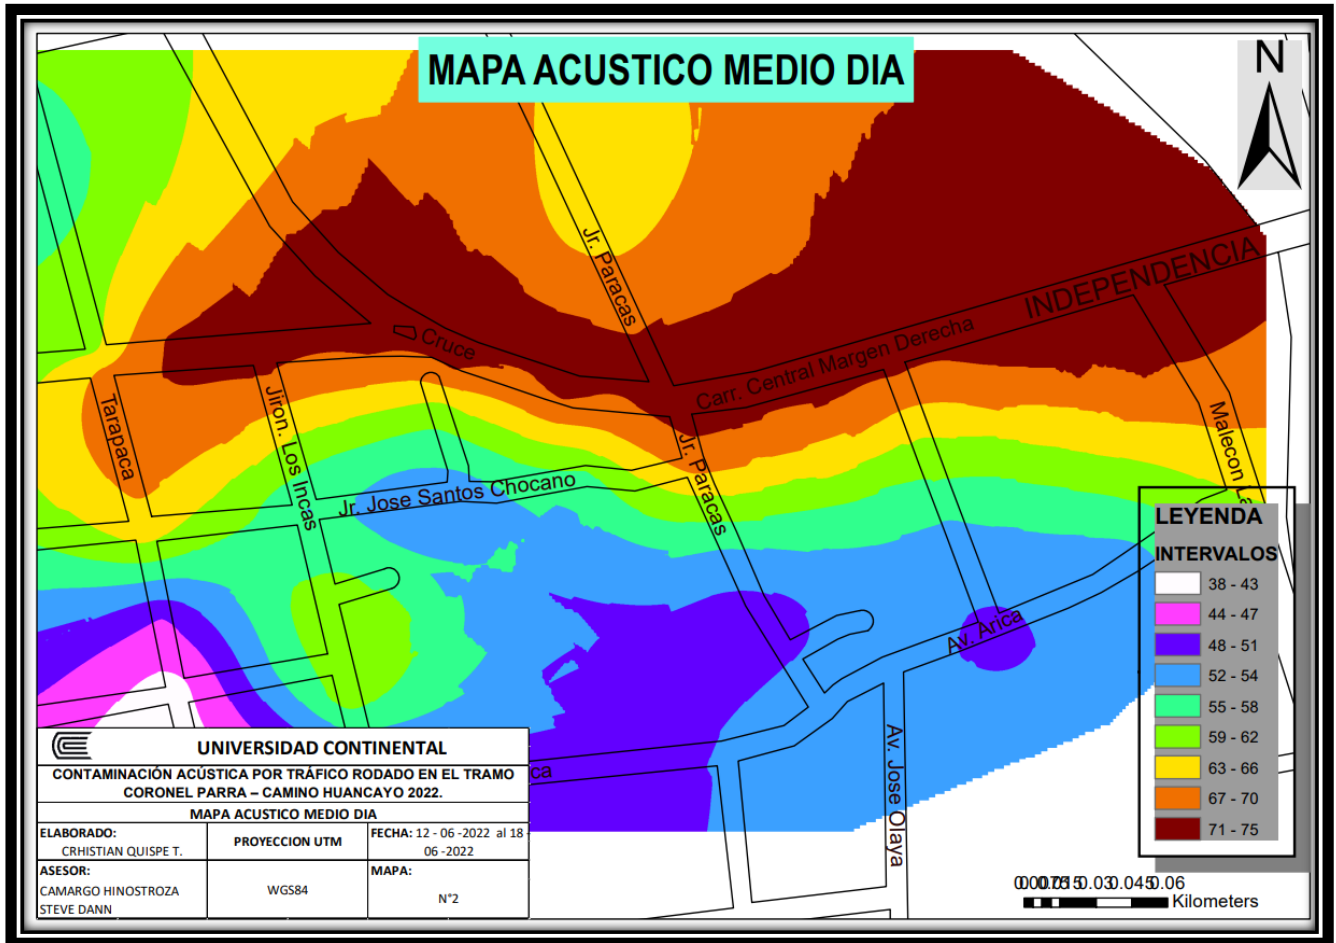 MAPA ACUSTICO MEDIO DIA
N
Jr. Paracas
INDEPENDENCIA
Cruce
Carr. Central Margen Derecha
Tarapaca
Jiron. Los Incas
Jr. Paracas
Malecon
Jr. Jose Santos Chocano
Av. Arica
Av. Jose Olaya
ca
LEYENDA
INTERVALOS
38 - 43
44 - 47
48 - 51
52 - 54
55 - 58
59 - 62
63 - 66
67 - 70
71 - 75
UNIVERSIDAD CONTINENTAL
CONTAMINACIÓN ACÚSTICA POR TRÁFICO RODADO EN EL TRAMO
CORONEL PARRA – CAMINO HUANCAYO 2022.
MAPA ACUSTICO MEDIO DIA
ELABORADO:
CRHISTIAN QUISPE T.
PROYECCION UTM
FECHA: 12 - 06 -2022 al 18 -
06 -2022
ASESOR:
CAMARGO HINOSTROZA
STEVE DANN
WGS84
MAPA:
N°2
Kilometers